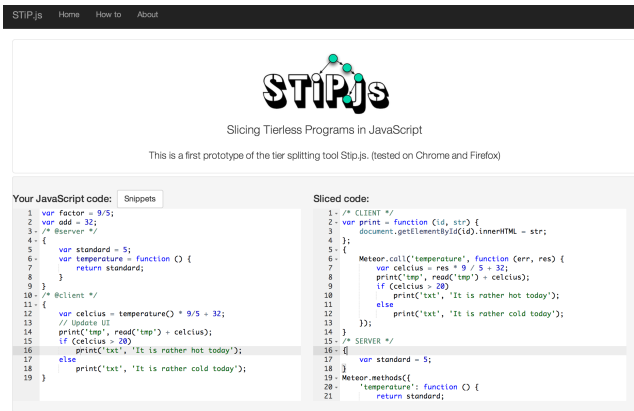 STiP.js Home How to About
STiP.js
Slicing Tierless Programs in JavaScript
This is a first prototype of the tier splitting tool Stip.js. (tested on Chrome and Firefox)
Your JavaScript code: Snippets
1 var factor = 9/5;
2 var add = 32;
3 /* @server */
4 {
5 var standard = 5;
6 var temperature = function () {
7 return standard;
8 }
9 }
10 /* @client */
11 {
12 var celcius = temperature() * 9/5 + 32;
13 // Update UI
14 print('tmp', read('tmp') + celcius);
15 if (celcius > 20)
16 print('txt', 'It is rather hot today');
17 else
18 print('txt', 'It is rather cold today');
19 }
Sliced code:
1 /* CLIENT */
2 var print = function (id, str) {
3 document.getElementById(id).innerHTML = str;
4 };
5 {
6 Meteor.call('temperature', function (err, res) {
7 var celcius = res * 9 / 5 + 32;
8 print('tmp', read('tmp') + celcius);
9 if (celcius > 20)
10 print('txt', 'It is rather hot today');
11 else
12 print('txt', 'It is rather cold today');
13 });
14 }
15 /* SERVER */
16 {
17 var standard = 5;
18 }
19 Meteor.methods({
20 'temperature': function () {
21 return standard;